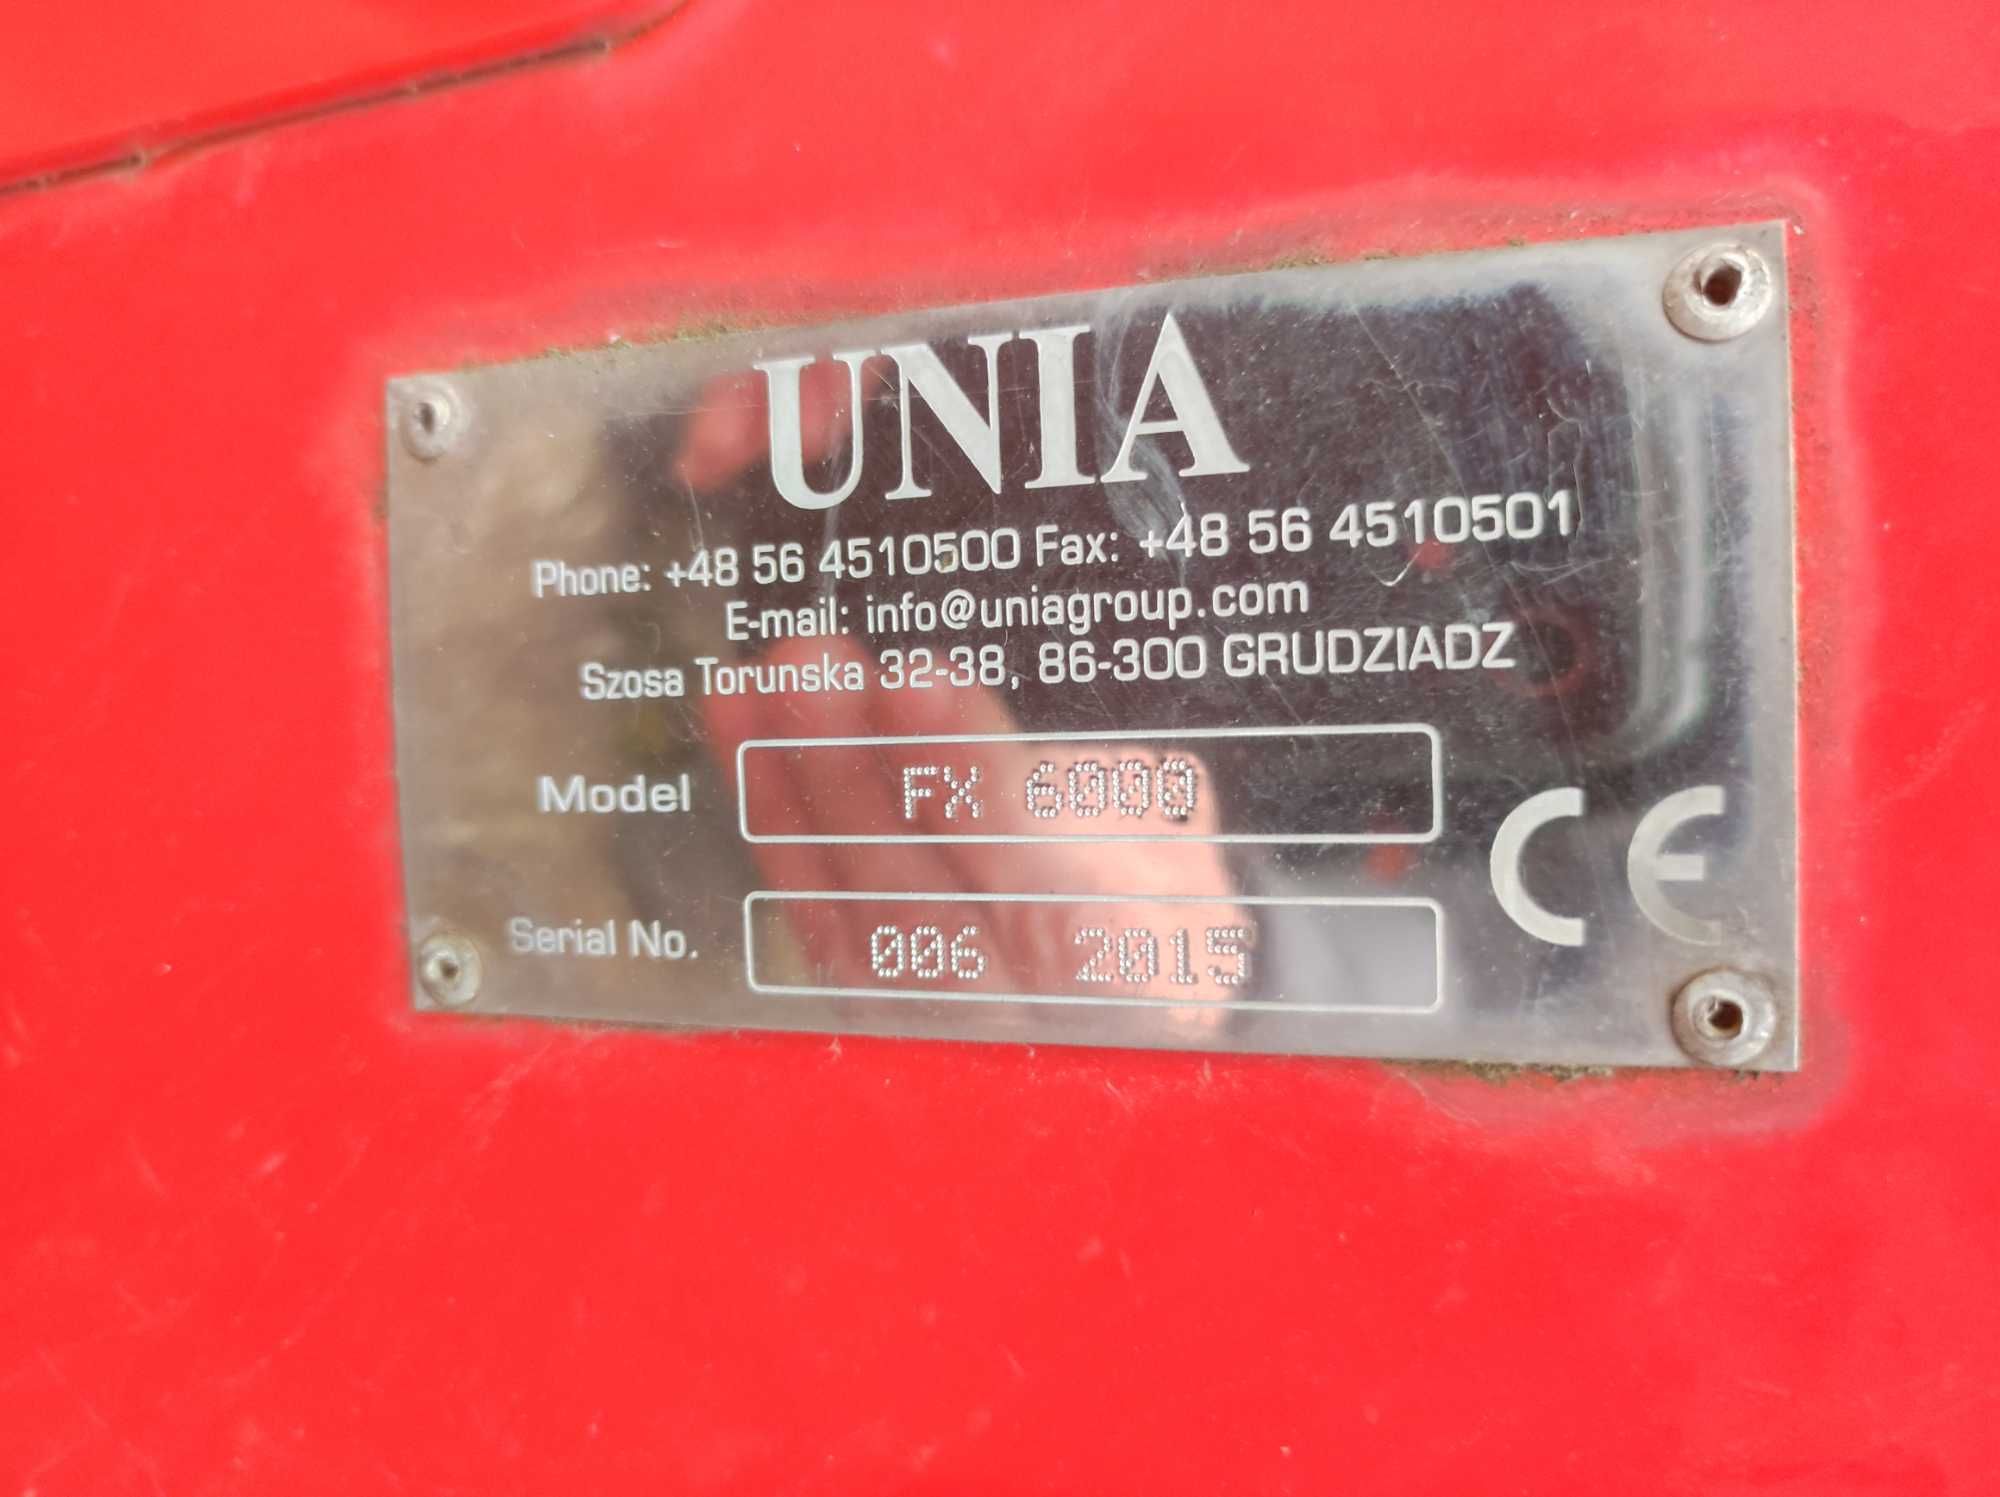 UNIA
Phone: +48 56 4510500 Fax: +48 56 4510501
E-mail: info@uniagroup.com
Szosa Torunska 32-38, 86-300 GRUDZIADZ
Model FX 6000
Serial No. 006 2015
CE